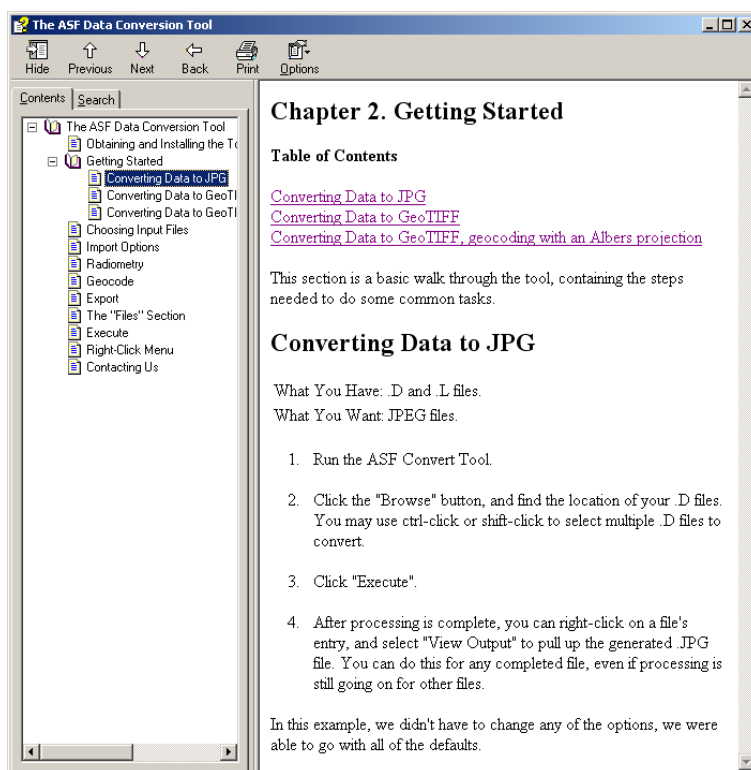 The ASF Data Conversion Tool
Hide Previous Next Back Print Options
Contents Search
The ASF Data Conversion Tool
Obtaining and Installing the To
Getting Started
Converting Data to JPG
Converting Data to GeoTI
Converting Data to GeoTI
Choosing Input Files
Import Options
Radiometry
Geocode
Export
The "Files" Section
Execute
Right-Click Menu
Contacting Us
Chapter 2. Getting Started
Table of Contents
Converting Data to JPG
Converting Data to GeoTIFF
Converting Data to GeoTIFF, geocoding with an Albers projection
This section is a basic walk through the tool, containing the steps
needed to do some common tasks.
Converting Data to JPG
What You Have: .D and .L files.
What You Want: JPEG files.
1. Run the ASF Convert Tool.
2. Click the "Browse" button, and find the location of your .D files.
You may use ctrl-click or shift-click to select multiple .D files to
convert.
3. Click "Execute".
4. After processing is complete, you can right-click on a file's
entry, and select "View Output" to pull up the generated .JPG
file. You can do this for any completed file, even if processing is
still going on for other files.
In this example, we didn't have to change any of the options, we were
able to go with all of the defaults.